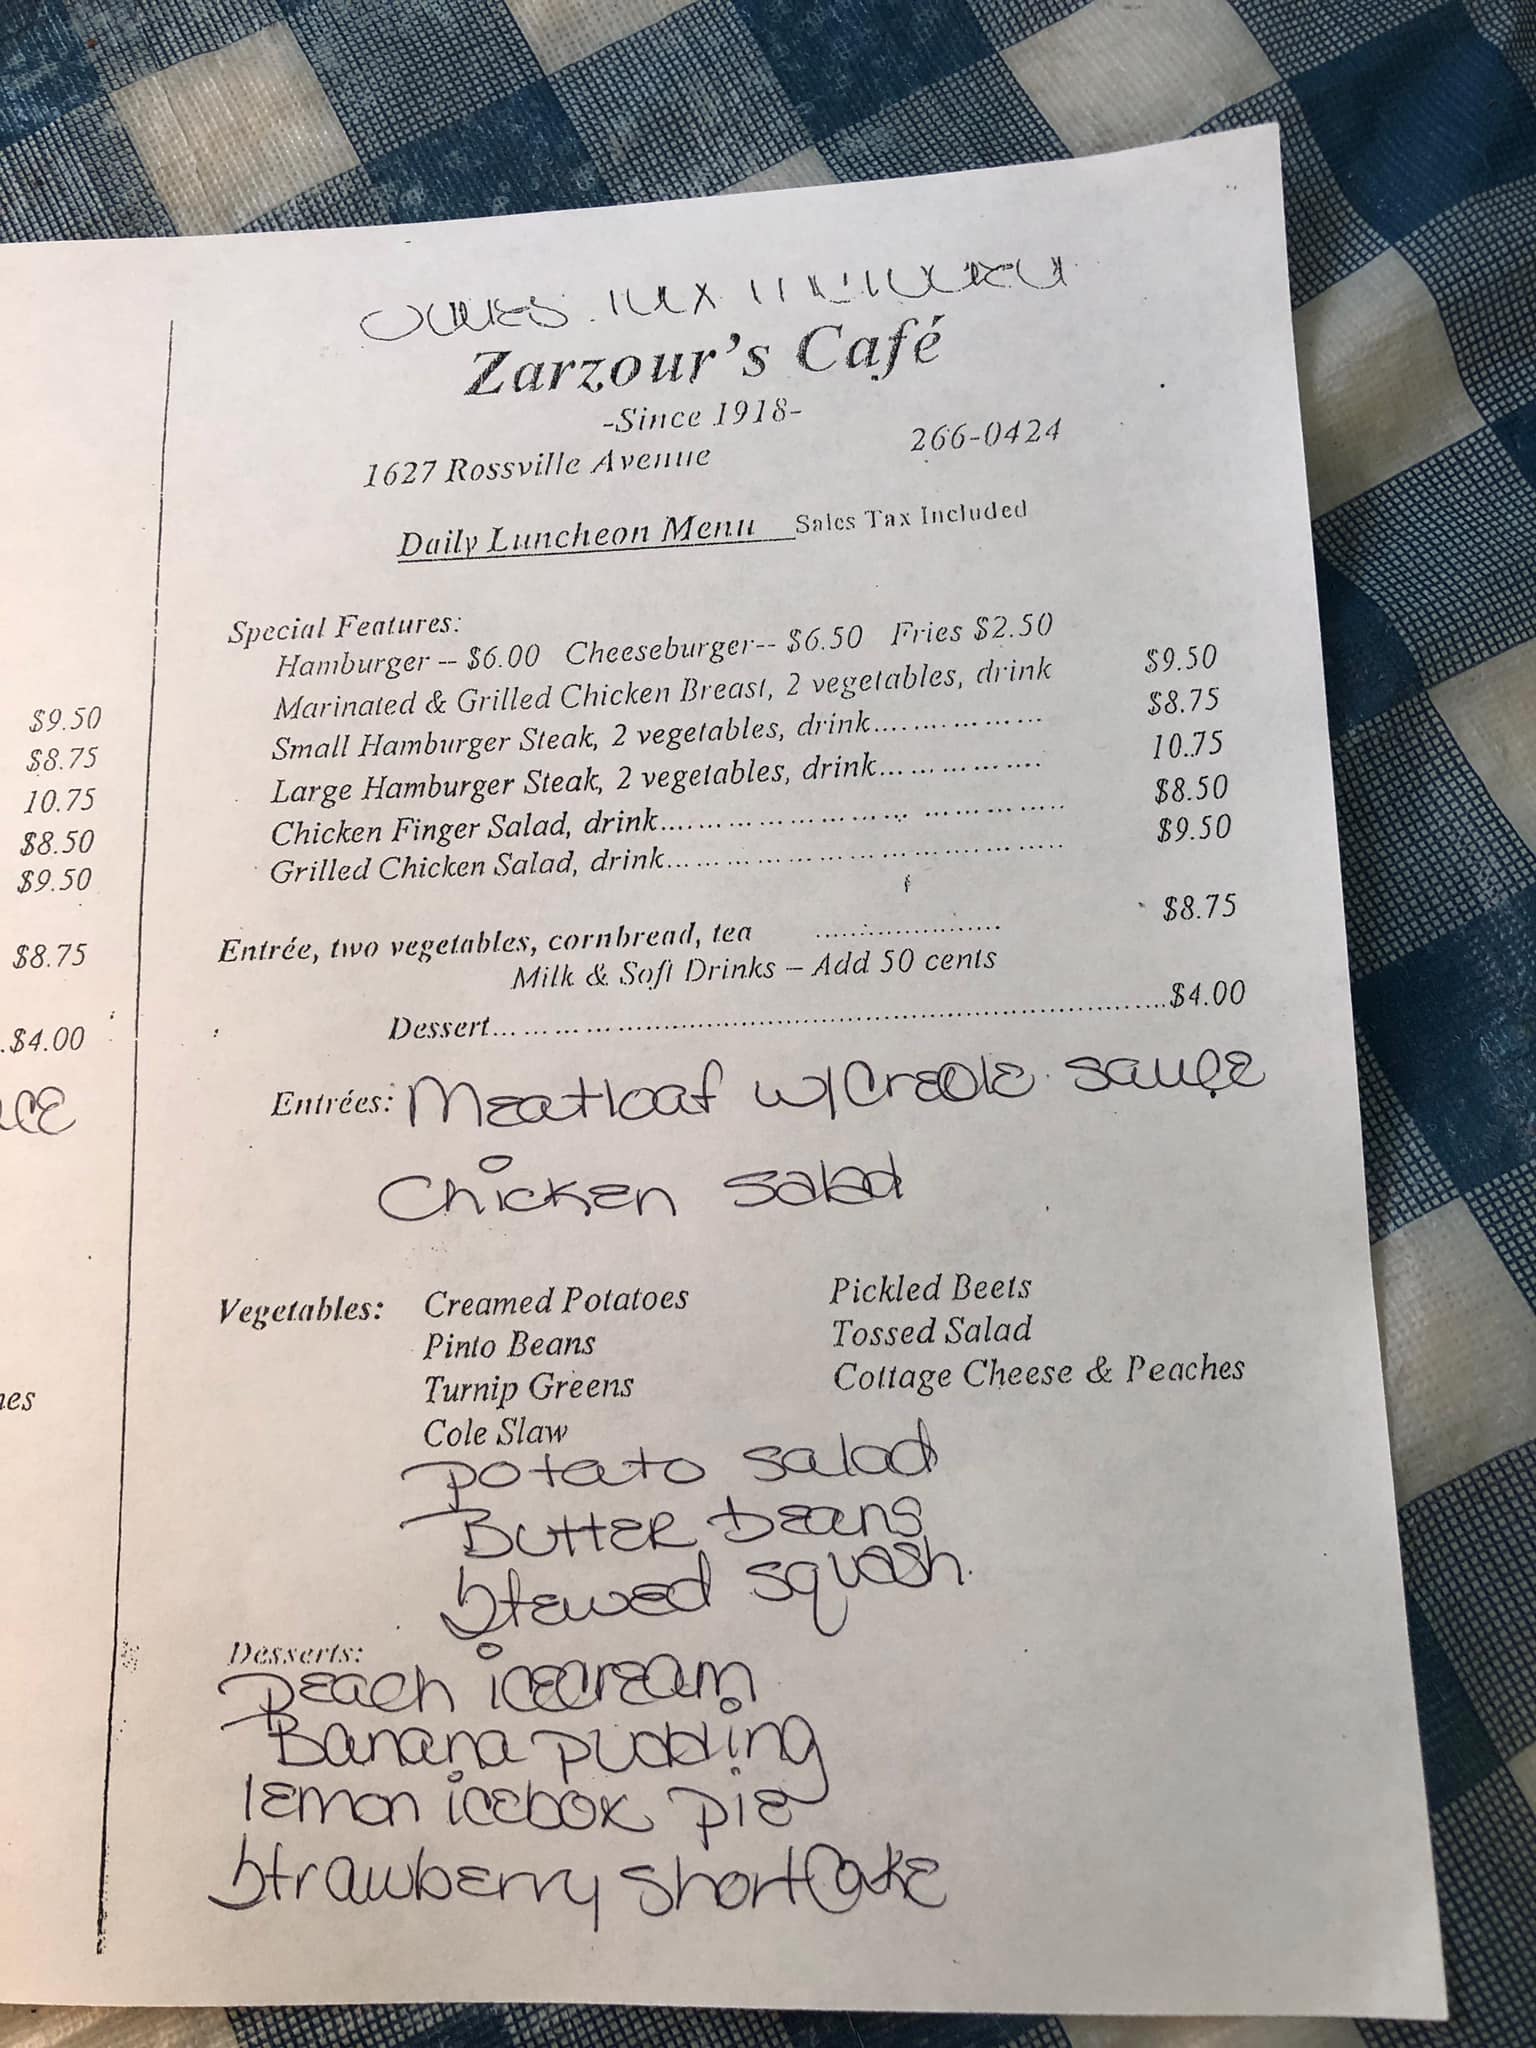 Zarzour's Café
-Since 1918-
1627 Rossville Avenue 266-0424
Daily Luncheon Menu Sales Tax Included
Special Features:
Hamburger -- $6.00 Cheeseburger-- $6.50 Fries $2.50
Marinated & Grilled Chicken Breast, 2 vegetables, drink $9.50
Small Hamburger Steak, 2 vegetables, drink................ $8.75
Large Hamburger Steak, 2 vegetables, drink................ 10.75
Chicken Finger Salad, drink........................................ $8.50
Grilled Chicken Salad, drink........................................ $9.50
Entrée, two vegetables, cornbread, tea ..................... $8.75
Milk & Soft Drinks – Add 50 cents
Dessert................................................................................$4.00
Entrées: Meatloaf w/Creole sauce
Chicken salad
Vegetables: Creamed Potatoes Pickled Beets
Pinto Beans Tossed Salad
Turnip Greens Cottage Cheese & Peaches
Cole Slaw
potato salad
Butter beans
Stewed squash
Desserts:
peach icecream
Banana pudding
lemon icebox pie
Strawberry Shortcake
$9.50
$8.75
10.75
$8.50
$9.50
$8.75
.$4.00